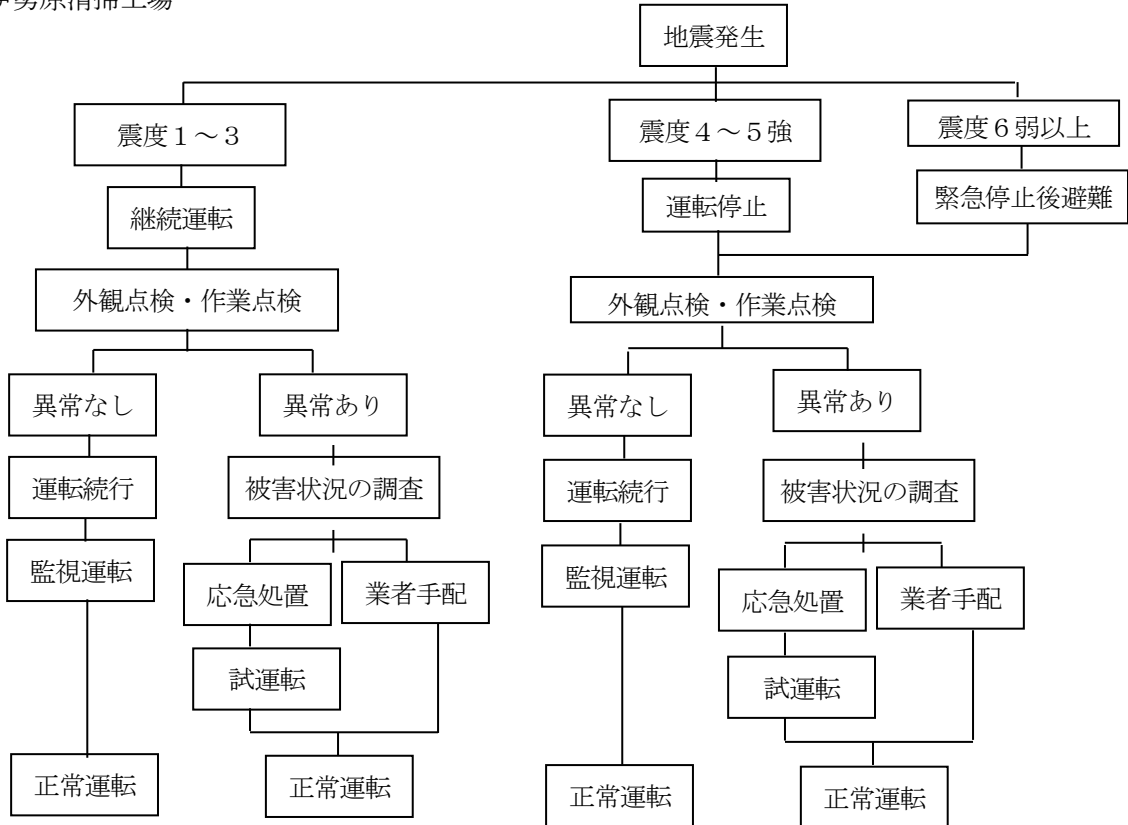 勢原清掃工場
地震発生
震度１～３
震度４～５強
震度６弱以上
継続運転
運転停止
緊急停止後避難
外観点検・作業点検
外観点検・作業点検
異常なし
異常あり
異常なし
異常あり
運転続行
被害状況の調査
運転続行
被害状況の調査
監視運転
応急処置
業者手配
監視運転
応急処置
業者手配
試運転
試運転
正常運転
正常運転
正常運転
正常運転